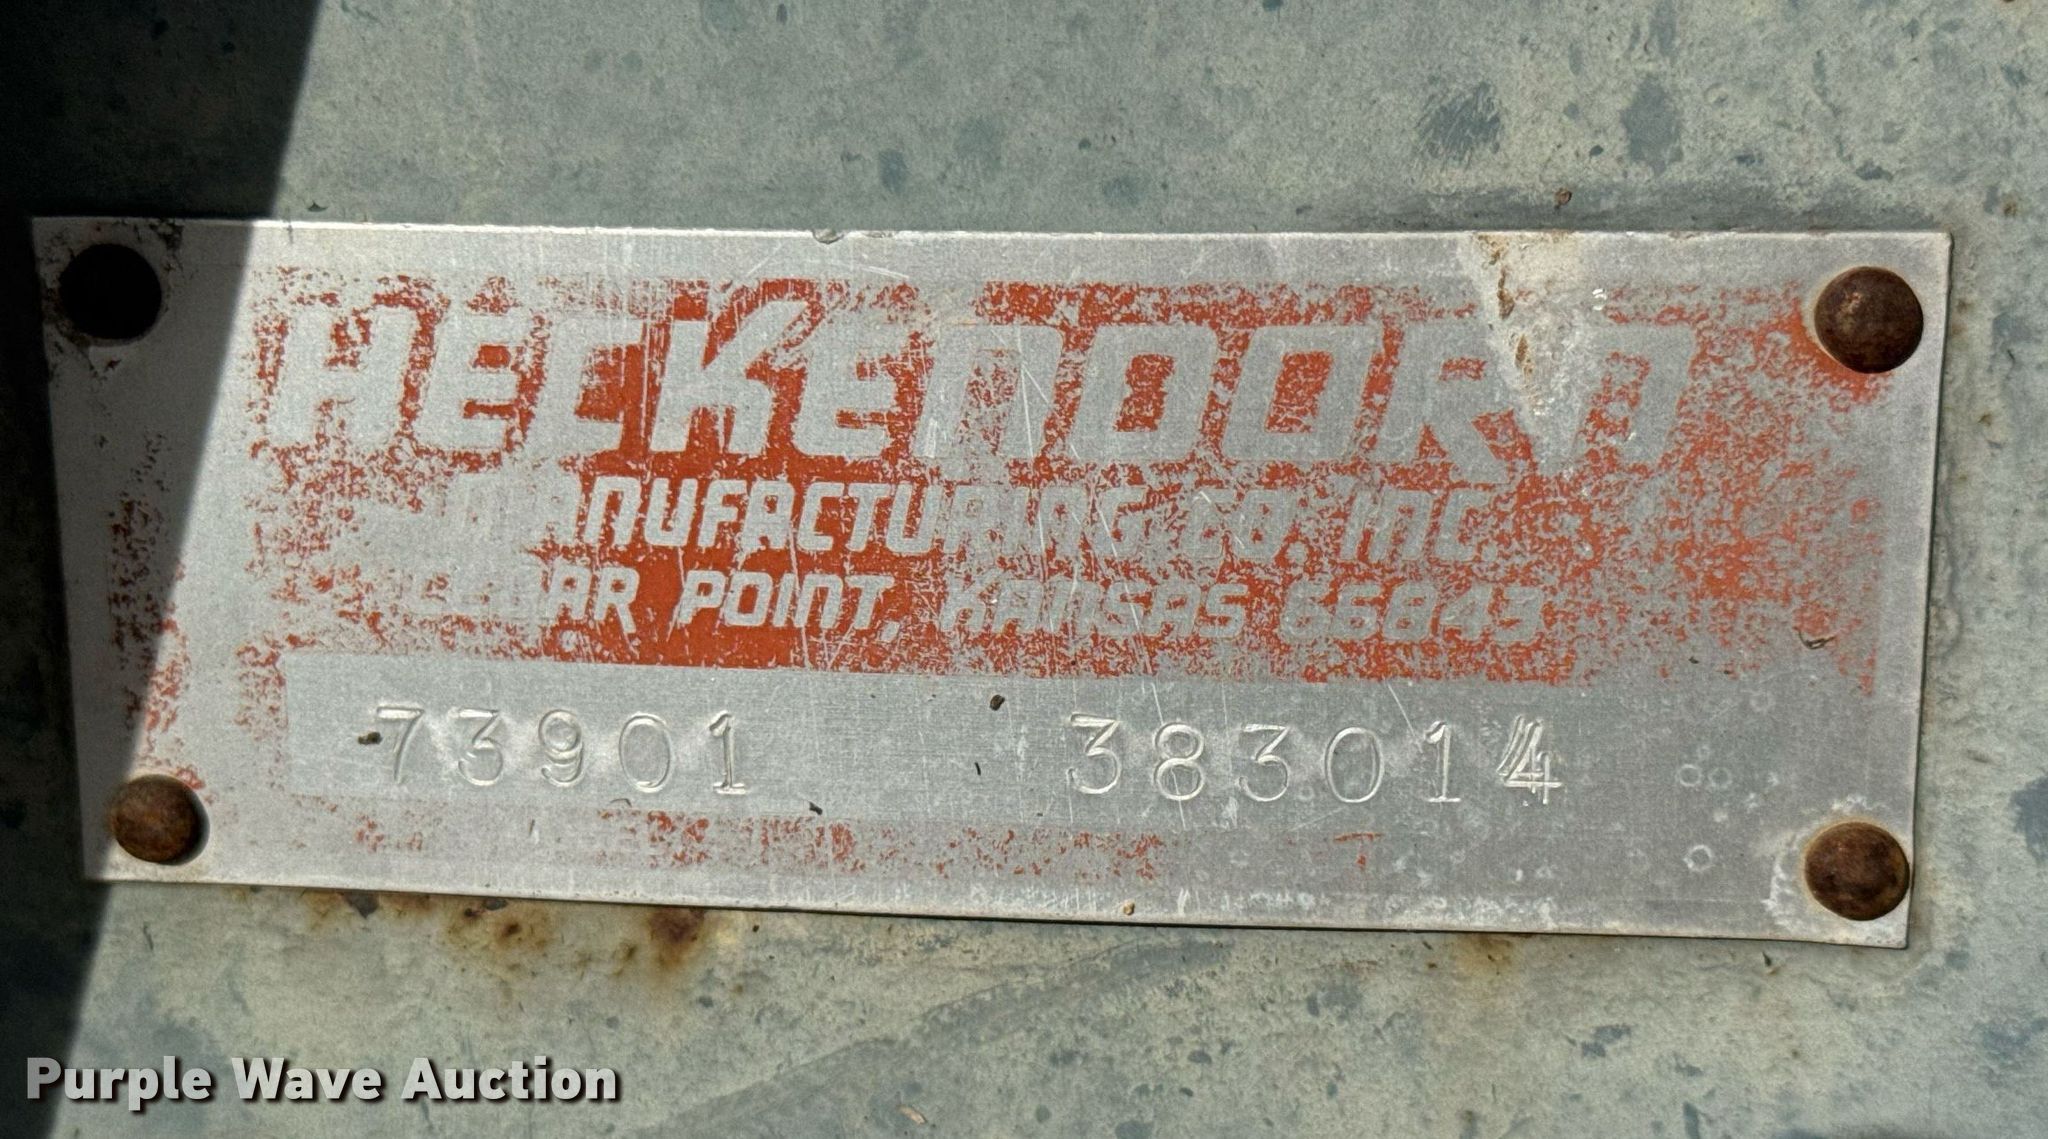 HECKENDORN
MANUFACTURING CO. INC.
CEDAR POINT, KANSAS 66843
73901 383014
Purple Wave Auction